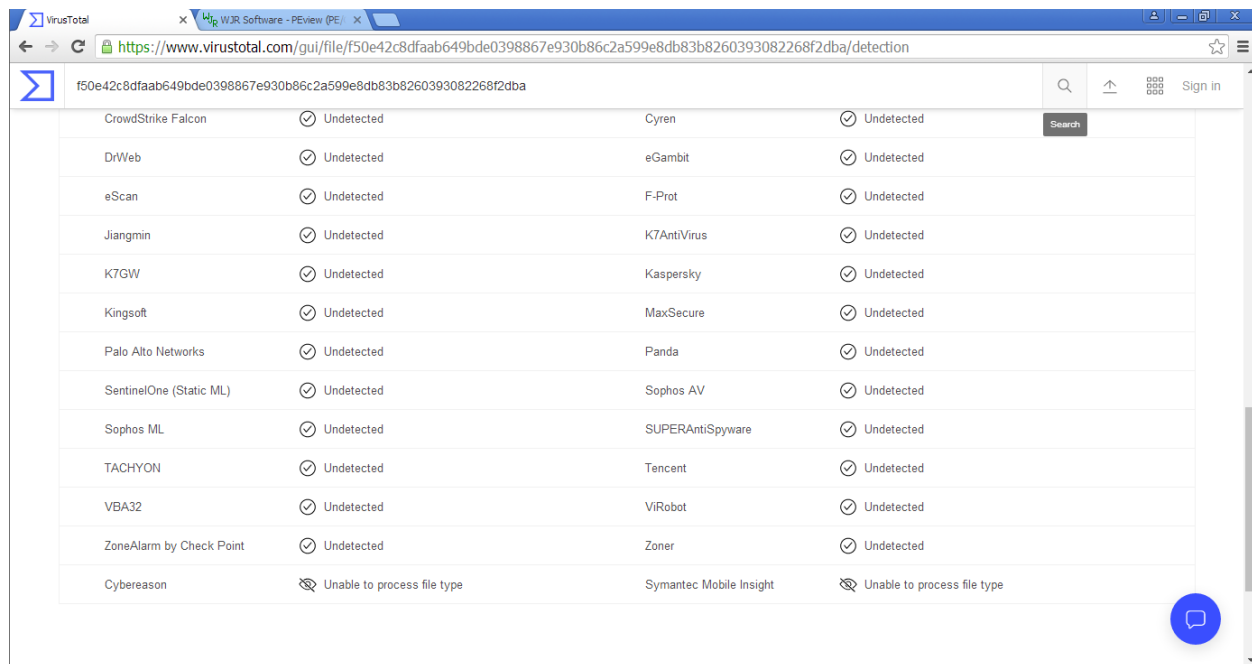 VirusTotal
WJR Software - PEview (PE/
https://www.virustotal.com/gui/file/f50e42c8dfaab649bde0398867e930b86c2a599e8db83b8260393082268f2dba/detection
f50e42c8dfaab649bde0398867e930b86c2a599e8db83b8260393082268f2dba
Sign in
Search
CrowdStrike Falcon Undetected Cyren Undetected
DrWeb Undetected eGambit Undetected
eScan Undetected F-Prot Undetected
Jiangmin Undetected K7AntiVirus Undetected
K7GW Undetected Kaspersky Undetected
Kingsoft Undetected MaxSecure Undetected
Palo Alto Networks Undetected Panda Undetected
SentinelOne (Static ML) Undetected Sophos AV Undetected
Sophos ML Undetected SUPERAntiSpyware Undetected
TACHYON Undetected Tencent Undetected
VBA32 Undetected ViRobot Undetected
ZoneAlarm by Check Point Undetected Zoner Undetected
Cybereason Unable to process file type Symantec Mobile Insight Unable to process file type